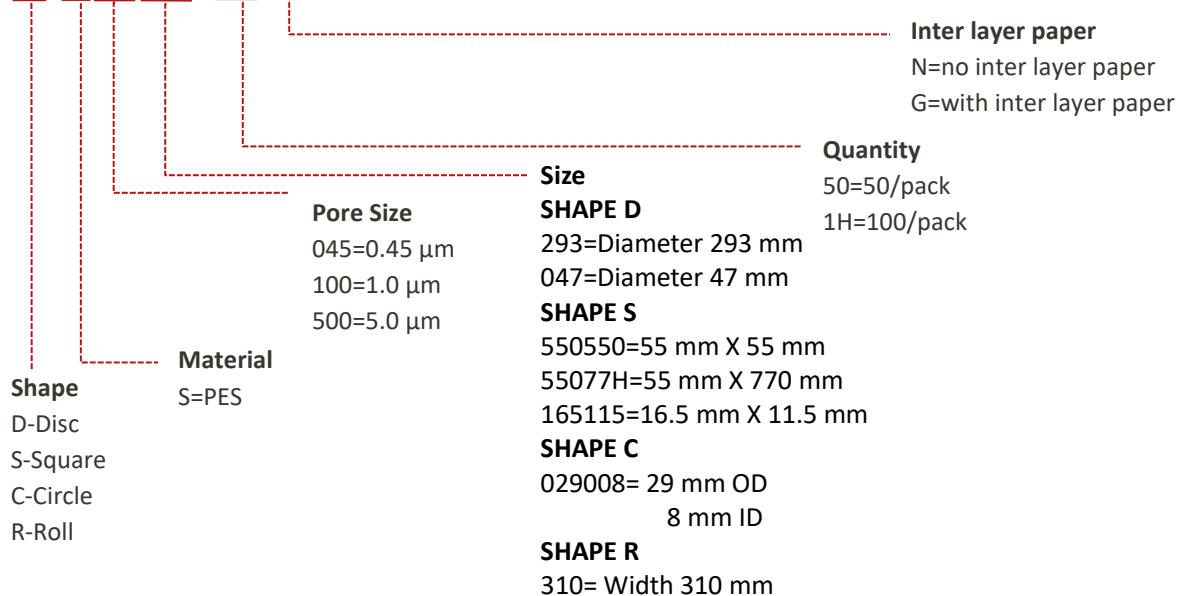 Inter layer paper
N=no inter layer paper
G=with inter layer paper
Quantity
50=50/pack
1H=100/pack
Size
SHAPE D
293=Diameter 293 mm
047=Diameter 47 mm
SHAPE S
550550=55 mm X 55 mm
55077H=55 mm X 770 mm
165115=16.5 mm X 11.5 mm
SHAPE C
029008= 29 mm OD
8 mm ID
SHAPE R
310= Width 310 mm
Pore Size
045=0.45 µm
100=1.0 µm
500=5.0 µm
Material
S=PES
Shape
D-Disc
S-Square
C-Circle
R-Roll